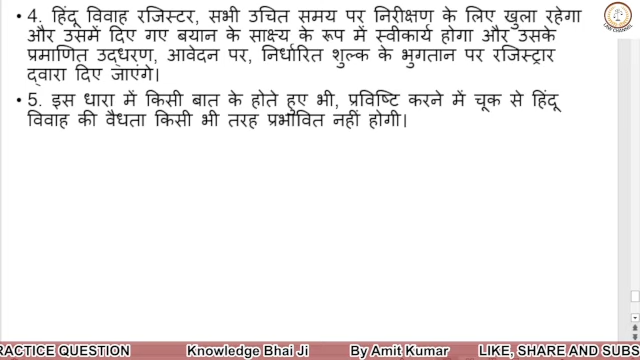 • 4. हिंदू विवाह रजिस्टर, सभी उचित समय पर निरीक्षण के लिए खुला रहेगा
और उसमें दिए गए बयान के साक्ष्य के रूप में स्वीकार्य होगा और उसके
प्रमाणित उद्धरण, आवेदन पर, निर्धारित शुल्क के भुगतान पर रजिस्ट्रार
द्वारा दिए जाएंगे।
• 5. इस धारा में किसी बात के होते हुए भी, प्रविष्टि करने में चूक से हिंदू
विवाह की वैधता किसी भी तरह प्रभावित नहीं होगी।
RACTICE QUESTION Knowledge Bhai Ji By Amit Kumar LIKE, SHARE AND SUBS